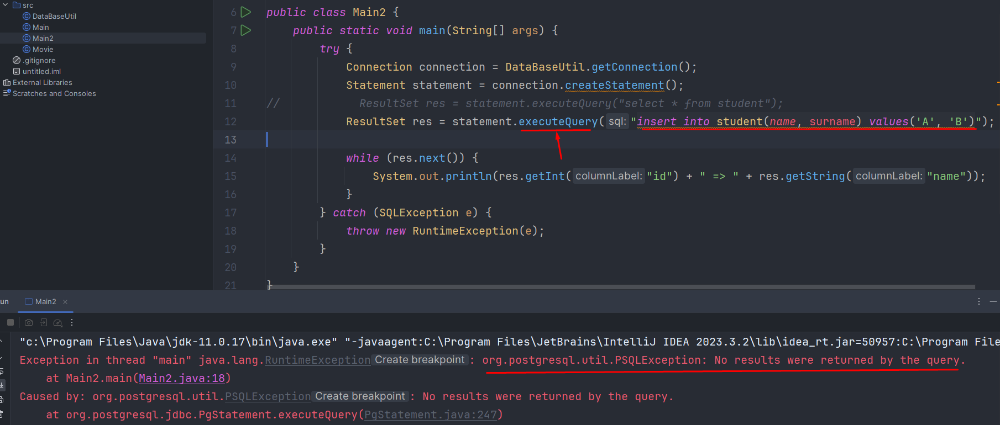 src
DataBaseUtil
Main
Main2
Movie
.gitignore
untitled.iml
External Libraries
Scratches and Consoles
6 public class Main2 {
7 public static void main(String[] args) {
8 try {
9 Connection connection = DataBaseUtil.getConnection();
10 Statement statement = connection.createStatement();
11 // ResultSet res = statement.executeQuery("select * from student");
12 ResultSet res = statement.executeQuery( sql: "insert into student(name, surname) values('A', 'B')");
13
14 while (res.next()) {
15 System.out.println(res.getInt( columnLabel: "id") + " => " + res.getString( columnLabel: "name"));
16 }
17 } catch (SQLException e) {
18 throw new RuntimeException(e);
19 }
20 }
21 }
un Main2 ×
"c:\Program Files\Java\jdk-11.0.17\bin\java.exe" "-javaagent:C:\Program Files\JetBrains\IntelliJ IDEA 2023.3.2\lib\idea_rt.jar=50957:C:\Program File
Exception in thread "main" java.lang.RuntimeException Create breakpoint : org.postgresql.util.PSQLException: No results were returned by the query.
at Main2.main(Main2.java:18)
Caused by: org.postgresql.util.PSQLException Create breakpoint : No results were returned by the query.
at org.postgresql.jdbc.PgStatement.executeQuery(PgStatement.java:247)